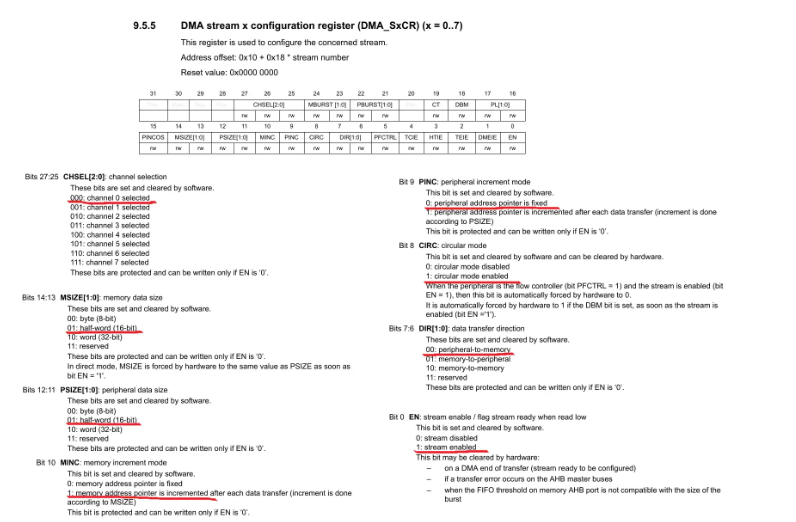 9.5.5 DMA stream x configuration register (DMA_SxCR) (x = 0..7)
This register is used to configure the concerned stream.
Address offset: 0x10 + 0x18 * stream number
Reset value: 0x0000 0000
31 30 29 28 27 26 25 24 23 22 21 20 19 18 17 16
CHSEL[2:0] MBURST [1:0] PBURST[1:0] CT DBM PL[1:0]
rw rw rw rw rw rw rw rw rw rw rw
15 14 13 12 11 10 9 8 7 6 5 4 3 2 1 0
PINCOS MSIZE[1:0] PSIZE[1:0] MINC PINC CIRC DIR[1:0] PFCTRL TCIE HTIE TEIE DMEIE EN
rw rw rw rw rw rw rw rw rw rw rw rw rw rw rw rw
Bits 27:25 CHSEL[2:0]: channel selection
These bits are set and cleared by software.
000: channel 0 selected
001: channel 1 selected
010: channel 2 selected
011: channel 3 selected
100: channel 4 selected
101: channel 5 selected
110: channel 6 selected
111: channel 7 selected
These bits are protected and can be written only if EN is '0'.
Bits 14:13 MSIZE[1:0]: memory data size
These bits are set and cleared by software.
00: byte (8-bit)
01: half-word (16-bit)
10: word (32-bit)
11: reserved
These bits are protected and can be written only if EN is '0'.
In direct mode, MSIZE is forced by hardware to the same value as PSIZE as soon as
bit EN = '1'.
Bits 12:11 PSIZE[1:0]: peripheral data size
These bits are set and cleared by software.
00: byte (8-bit)
01: half-word (16-bit)
10: word (32-bit)
11: reserved
These bits are protected and can be written only if EN is '0'.
Bit 10 MINC: memory increment mode
This bit is set and cleared by software.
0: memory address pointer is fixed
1: memory address pointer is incremented after each data transfer (increment is done
according to MSIZE)
This bit is protected and can be written only if EN is '0'.
Bit 9 PINC: peripheral increment mode
This bit is set and cleared by software.
0: peripheral address pointer is fixed
1: peripheral address pointer is incremented after each data transfer (increment is done
according to PSIZE)
This bit is protected and can be written only if EN is '0'.
Bit 8 CIRC: circular mode
This bit is set and cleared by software and can be cleared by hardware.
0: circular mode disabled
1: circular mode enabled
When the peripheral is the flow controller (bit PFCTRL = 1) and the stream is enabled (bit
EN = 1), then this bit is automatically forced by hardware to 0.
It is automatically forced by hardware to 1 if the DBM bit is set, as soon as the stream is
enabled (bit EN ='1').
Bits 7:6 DIR[1:0]: data transfer direction
These bits are set and cleared by software.
00: peripheral-to-memory
01: memory-to-peripheral
10: memory-to-memory
11: reserved
These bits are protected and can be written only if EN is '0'.
Bit 0 EN: stream enable / flag stream ready when read low
This bit is set and cleared by software.
0: stream disabled
1: stream enabled
This bit may be cleared by hardware:
– on a DMA end of transfer (stream ready to be configured)
– if a transfer error occurs on the AHB master buses
– when the FIFO threshold on memory AHB port is not compatible with the size of the
burst